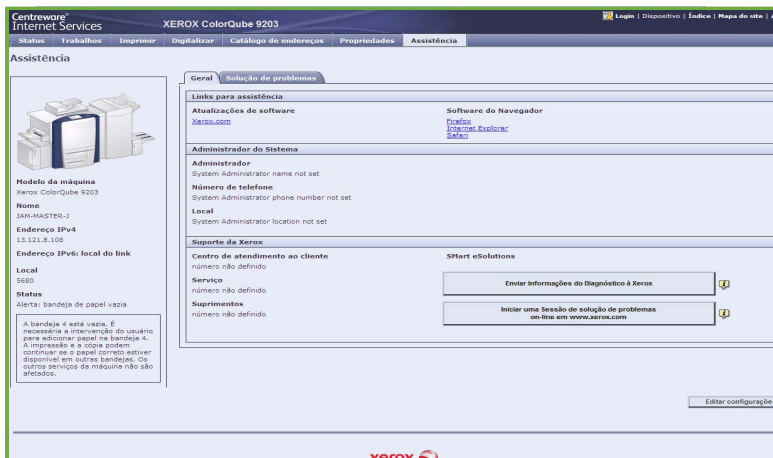 Centreware®
Internet Services
XEROX ColorQube 9203
Login | Dispositivo | Índice | Mapa do site |
Status Trabalhos Imprimir Digitalizar Catálogo de endereços Propriedades Assistência
Assistência
Modelo da máquina
Xerox ColorQube 9203
Nome
JAM-MASTER-J
Endereço IPv4
13.121.8.108
Endereço IPv6: local do link
Local
5680
Status
Alerta: bandeja de papel vazia
A bandeja 4 está vazia. É
necessária a intervenção do usuário
para adicionar papel na bandeja 4.
A impressão e a cópia podem
continuar se o papel correto estiver
disponível em outras bandejas. Os
outros serviços da máquina não são
afetados.
Geral Solução de problemas
Links para assistência
Atualizações de software
Xerox.com
Software do Navegador
Firefox
Internet Explorer
Safari
Administrador do Sistema
Administrador
System Administrator name not set
Número de telefone
System Administrator phone number not set
Local
System Administrator location not set
Suporte da Xerox
Centro de atendimento ao cliente
número não definido
Serviço
número não definido
Suprimentos
número não definido
SMart eSolutions
Enviar Informações do Diagnóstico à Xerox
Iniciar uma Sessão de solução de problemas
on-line em www.xerox.com
Editar configuraçõe
xerox